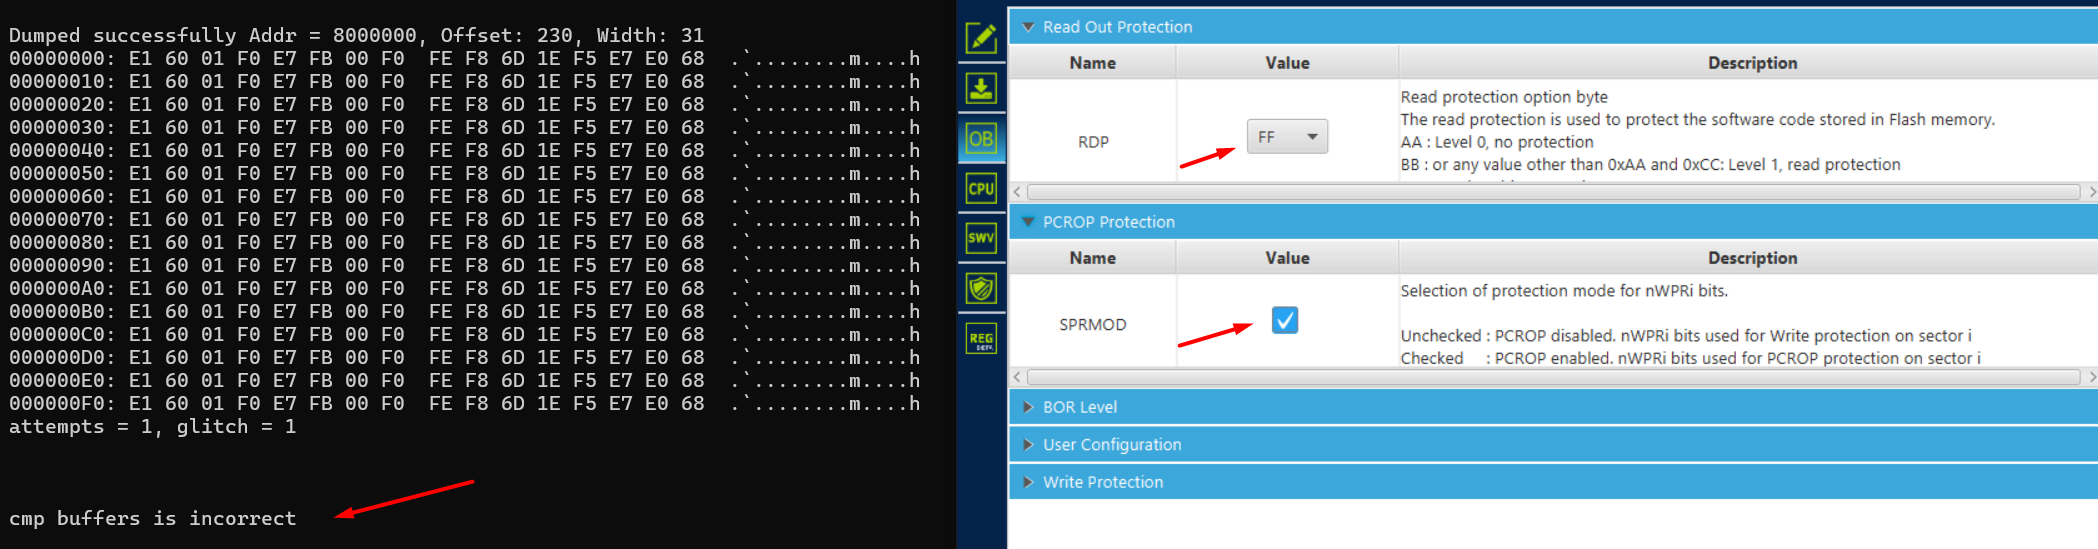 Dumped successfully Addr = 8000000, Offset: 230, Width: 31
00000000: E1 60 01 F0 E7 FB 00 F0  FE F8 6D 1E F5 E7 E0 68  .`........m....h
00000010: E1 60 01 F0 E7 FB 00 F0  FE F8 6D 1E F5 E7 E0 68  .`........m....h
00000020: E1 60 01 F0 E7 FB 00 F0  FE F8 6D 1E F5 E7 E0 68  .`........m....h
00000030: E1 60 01 F0 E7 FB 00 F0  FE F8 6D 1E F5 E7 E0 68  .`........m....h
00000040: E1 60 01 F0 E7 FB 00 F0  FE F8 6D 1E F5 E7 E0 68  .`........m....h
00000050: E1 60 01 F0 E7 FB 00 F0  FE F8 6D 1E F5 E7 E0 68  .`........m....h
00000060: E1 60 01 F0 E7 FB 00 F0  FE F8 6D 1E F5 E7 E0 68  .`........m....h
00000070: E1 60 01 F0 E7 FB 00 F0  FE F8 6D 1E F5 E7 E0 68  .`........m....h
00000080: E1 60 01 F0 E7 FB 00 F0  FE F8 6D 1E F5 E7 E0 68  .`........m....h
00000090: E1 60 01 F0 E7 FB 00 F0  FE F8 6D 1E F5 E7 E0 68  .`........m....h
000000A0: E1 60 01 F0 E7 FB 00 F0  FE F8 6D 1E F5 E7 E0 68  .`........m....h
000000B0: E1 60 01 F0 E7 FB 00 F0  FE F8 6D 1E F5 E7 E0 68  .`........m....h
000000C0: E1 60 01 F0 E7 FB 00 F0  FE F8 6D 1E F5 E7 E0 68  .`........m....h
000000D0: E1 60 01 F0 E7 FB 00 F0  FE F8 6D 1E F5 E7 E0 68  .`........m....h
000000E0: E1 60 01 F0 E7 FB 00 F0  FE F8 6D 1E F5 E7 E0 68  .`........m....h
000000F0: E1 60 01 F0 E7 FB 00 F0  FE F8 6D 1E F5 E7 E0 68  .`........m....h
attempts = 1, glitch = 1
cmp buffers is incorrect
OB
CPU
SWV
REG
Read Out Protection
Name Value Description
RDP
FF
Read protection option byte
The read protection is used to protect the software code stored in Flash memory.
AA : Level 0, no protection
BB : or any value other than 0xAA and 0xCC: Level 1, read protection
PCROP Protection
Name Value Description
SPRMOD
Selection of protection mode for nWPRi bits.
Unchecked : PCROP disabled. nWPRi bits used for Write protection on sector i
Checked : PCROP enabled. nWPRi bits used for PCROP protection on sector i
BOR Level
User Configuration
Write Protection